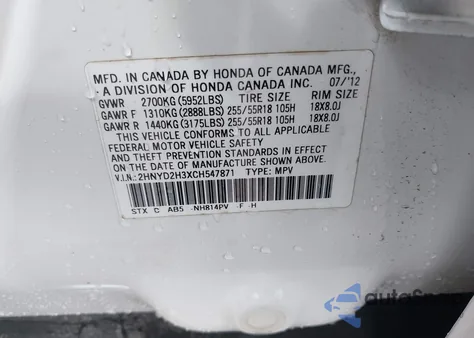 MFD. IN CANADA BY HONDA OF CANADA MFG.,
A DIVISION OF HONDA CANADA INC. 07/'12
GVWR 2700KG(5952LBS) TIRE SIZE RIM SIZE
GAWR F 1310KG(2888LBS) 255/55R18 105H 18X8.0J
GAWR R 1440KG(3175LBS) 255/55R18 105H 18X8.0J
THIS VEHICLE CONFORMS TO ALL APPLICABLE
FEDERAL MOTOR VEHICLE SAFETY
AND THEFT PREVENTION STANDARDS IN EFFECT
ON THE DATE OF MANUFACTURE SHOWN ABOVE.
V.I.N.:2HNYD2H3XCH547871 TYPE: MPV
STX C AB5 -NH814PV -F -H